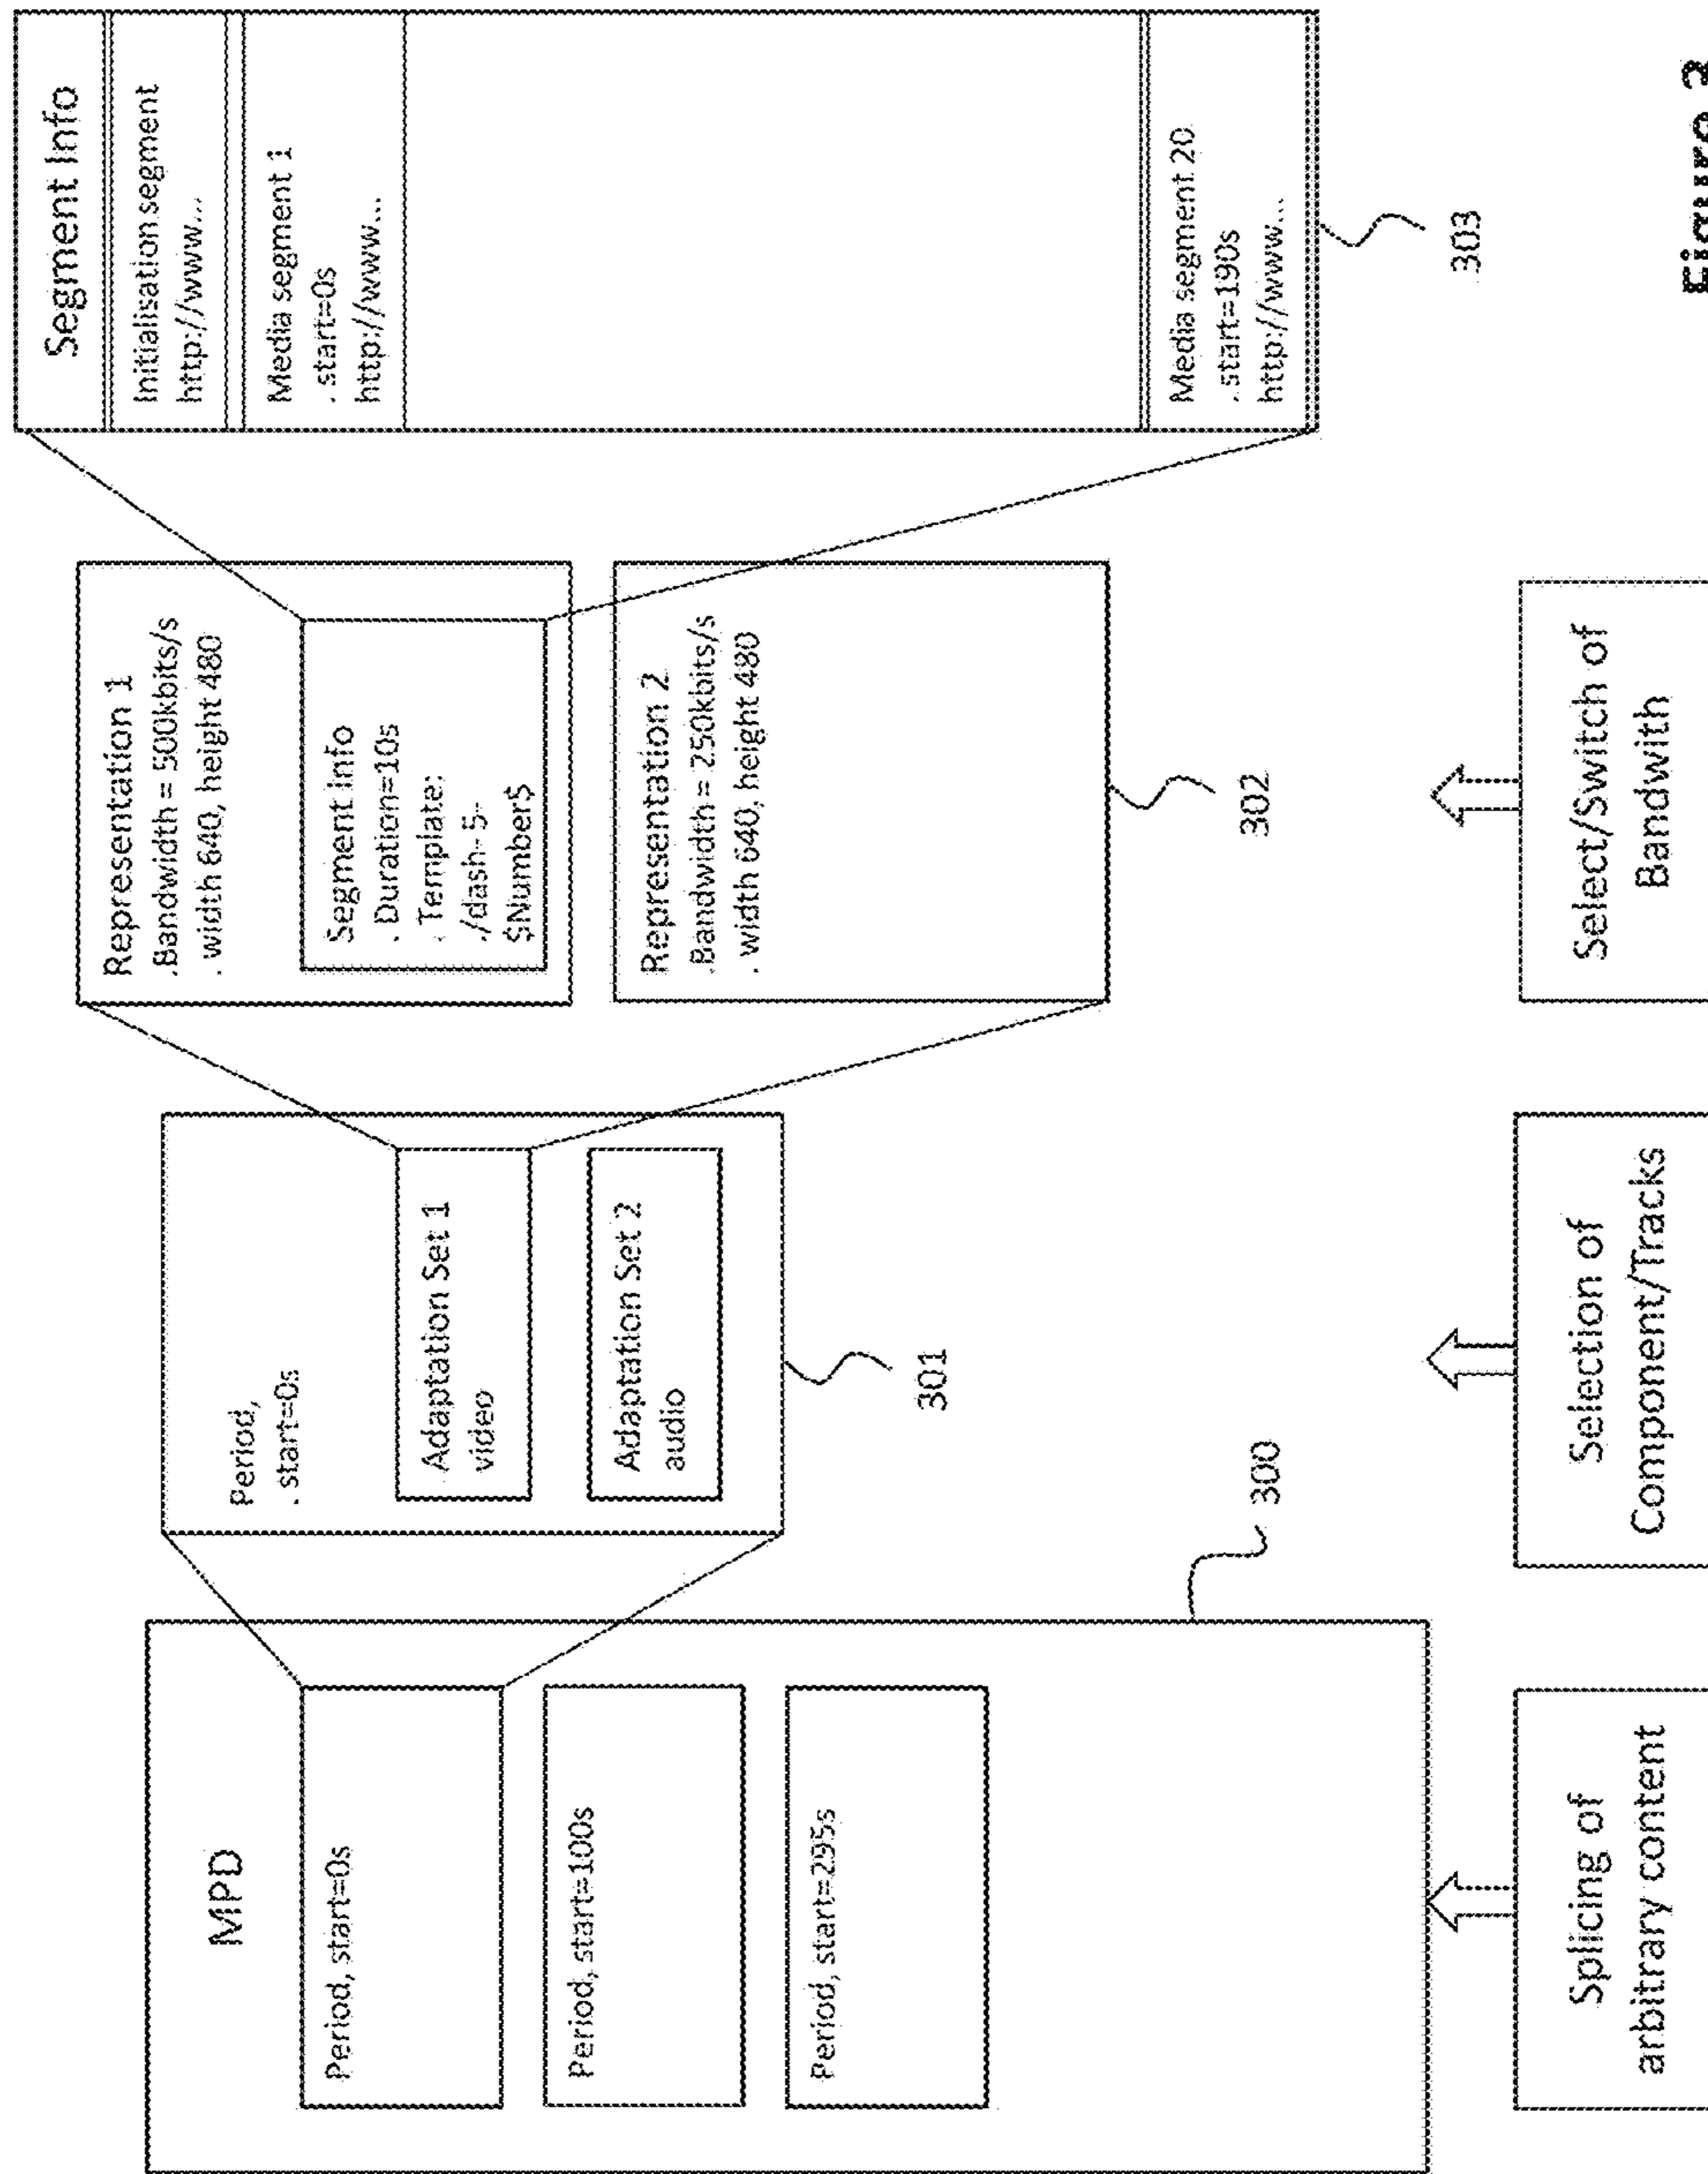 MPD
Period, start=0s
Period, start=100s
Period, start=295s
300
Splicing of
arbitrary content
Period,
. start=0s
Adaptation Set 1
video
Adaptation Set 2
audio
301
Selection of
Component/Tracks
Representation 1
.Bandwidth = 500kbits/s
. width 640, height 480
Segment Info
. Duration=10s
. Template:
./dash-5-
$Number$
Representation 2
.Bandwidth = 250kbits/s
. width 640, height 480
302
Select/Switch of
Bandwith
Segment Info
Initialisation segment
http://www...
Media segment 1
. start=0s
http://www...
Media segment 20
. start=190s
http://www...
303
Figure 3